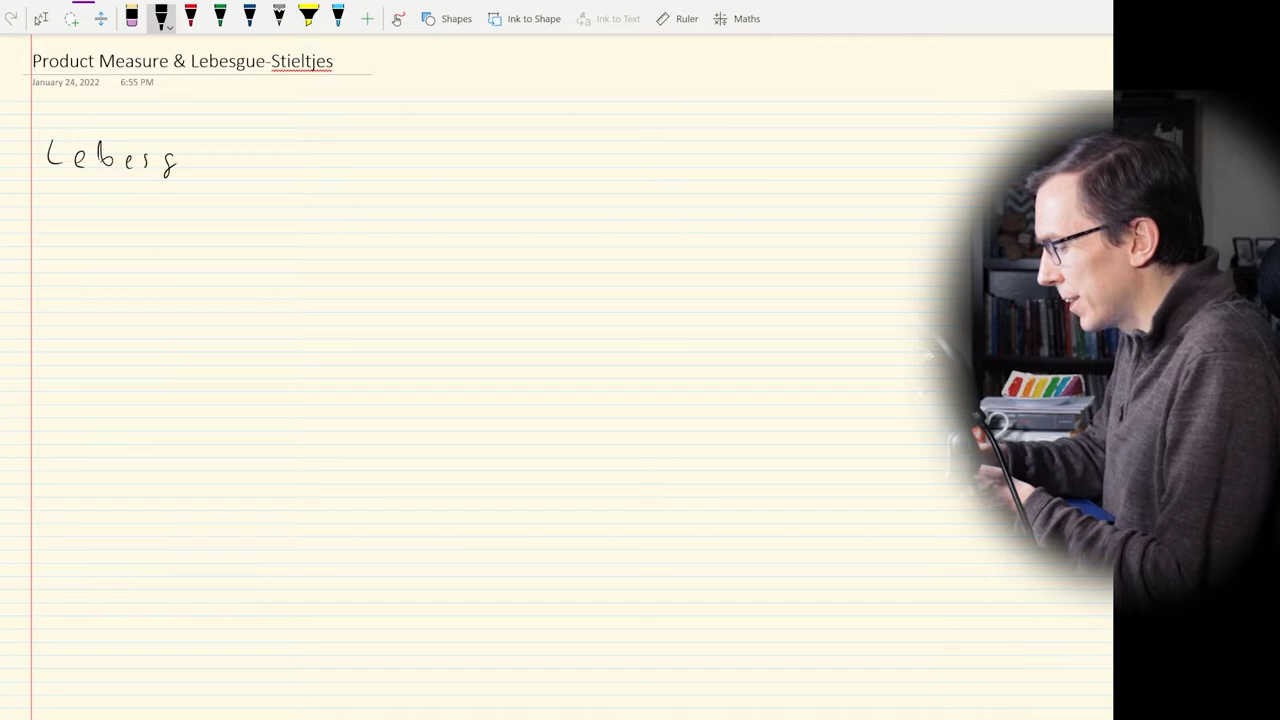 Shapes Ink to Shape Ink to Text Ruler Maths
Product Measure & Lebesgue-Stieltjes
January 24, 2022 6:55 PM
Lebesg